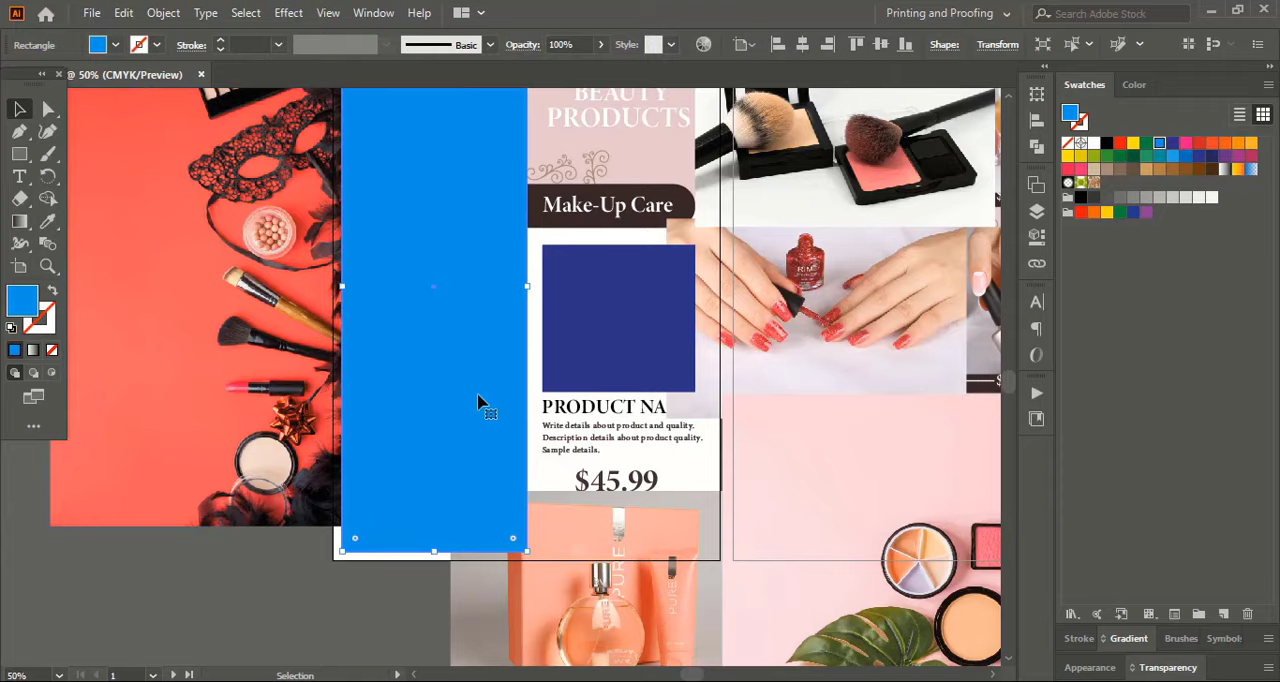 File Edit Object Type Select Effect View Window Help
Printing and Proofing
Search Adobe Stock
Rectangle
Stroke:
Basic
Opacity: 100%
Style:
Shape:
Transform
@ 50% (CMYK/Preview)
Swatches
Color
BEAUTY
PRODUCTS
Make-Up Care
PRODUCT NA
Write details about product and quality.
Description details about product quality.
Sample details.
$45.99
PURE
PURE
Stroke
Gradient
Brushes
Symbols
Appearance
Transparency
50%
1
Selection